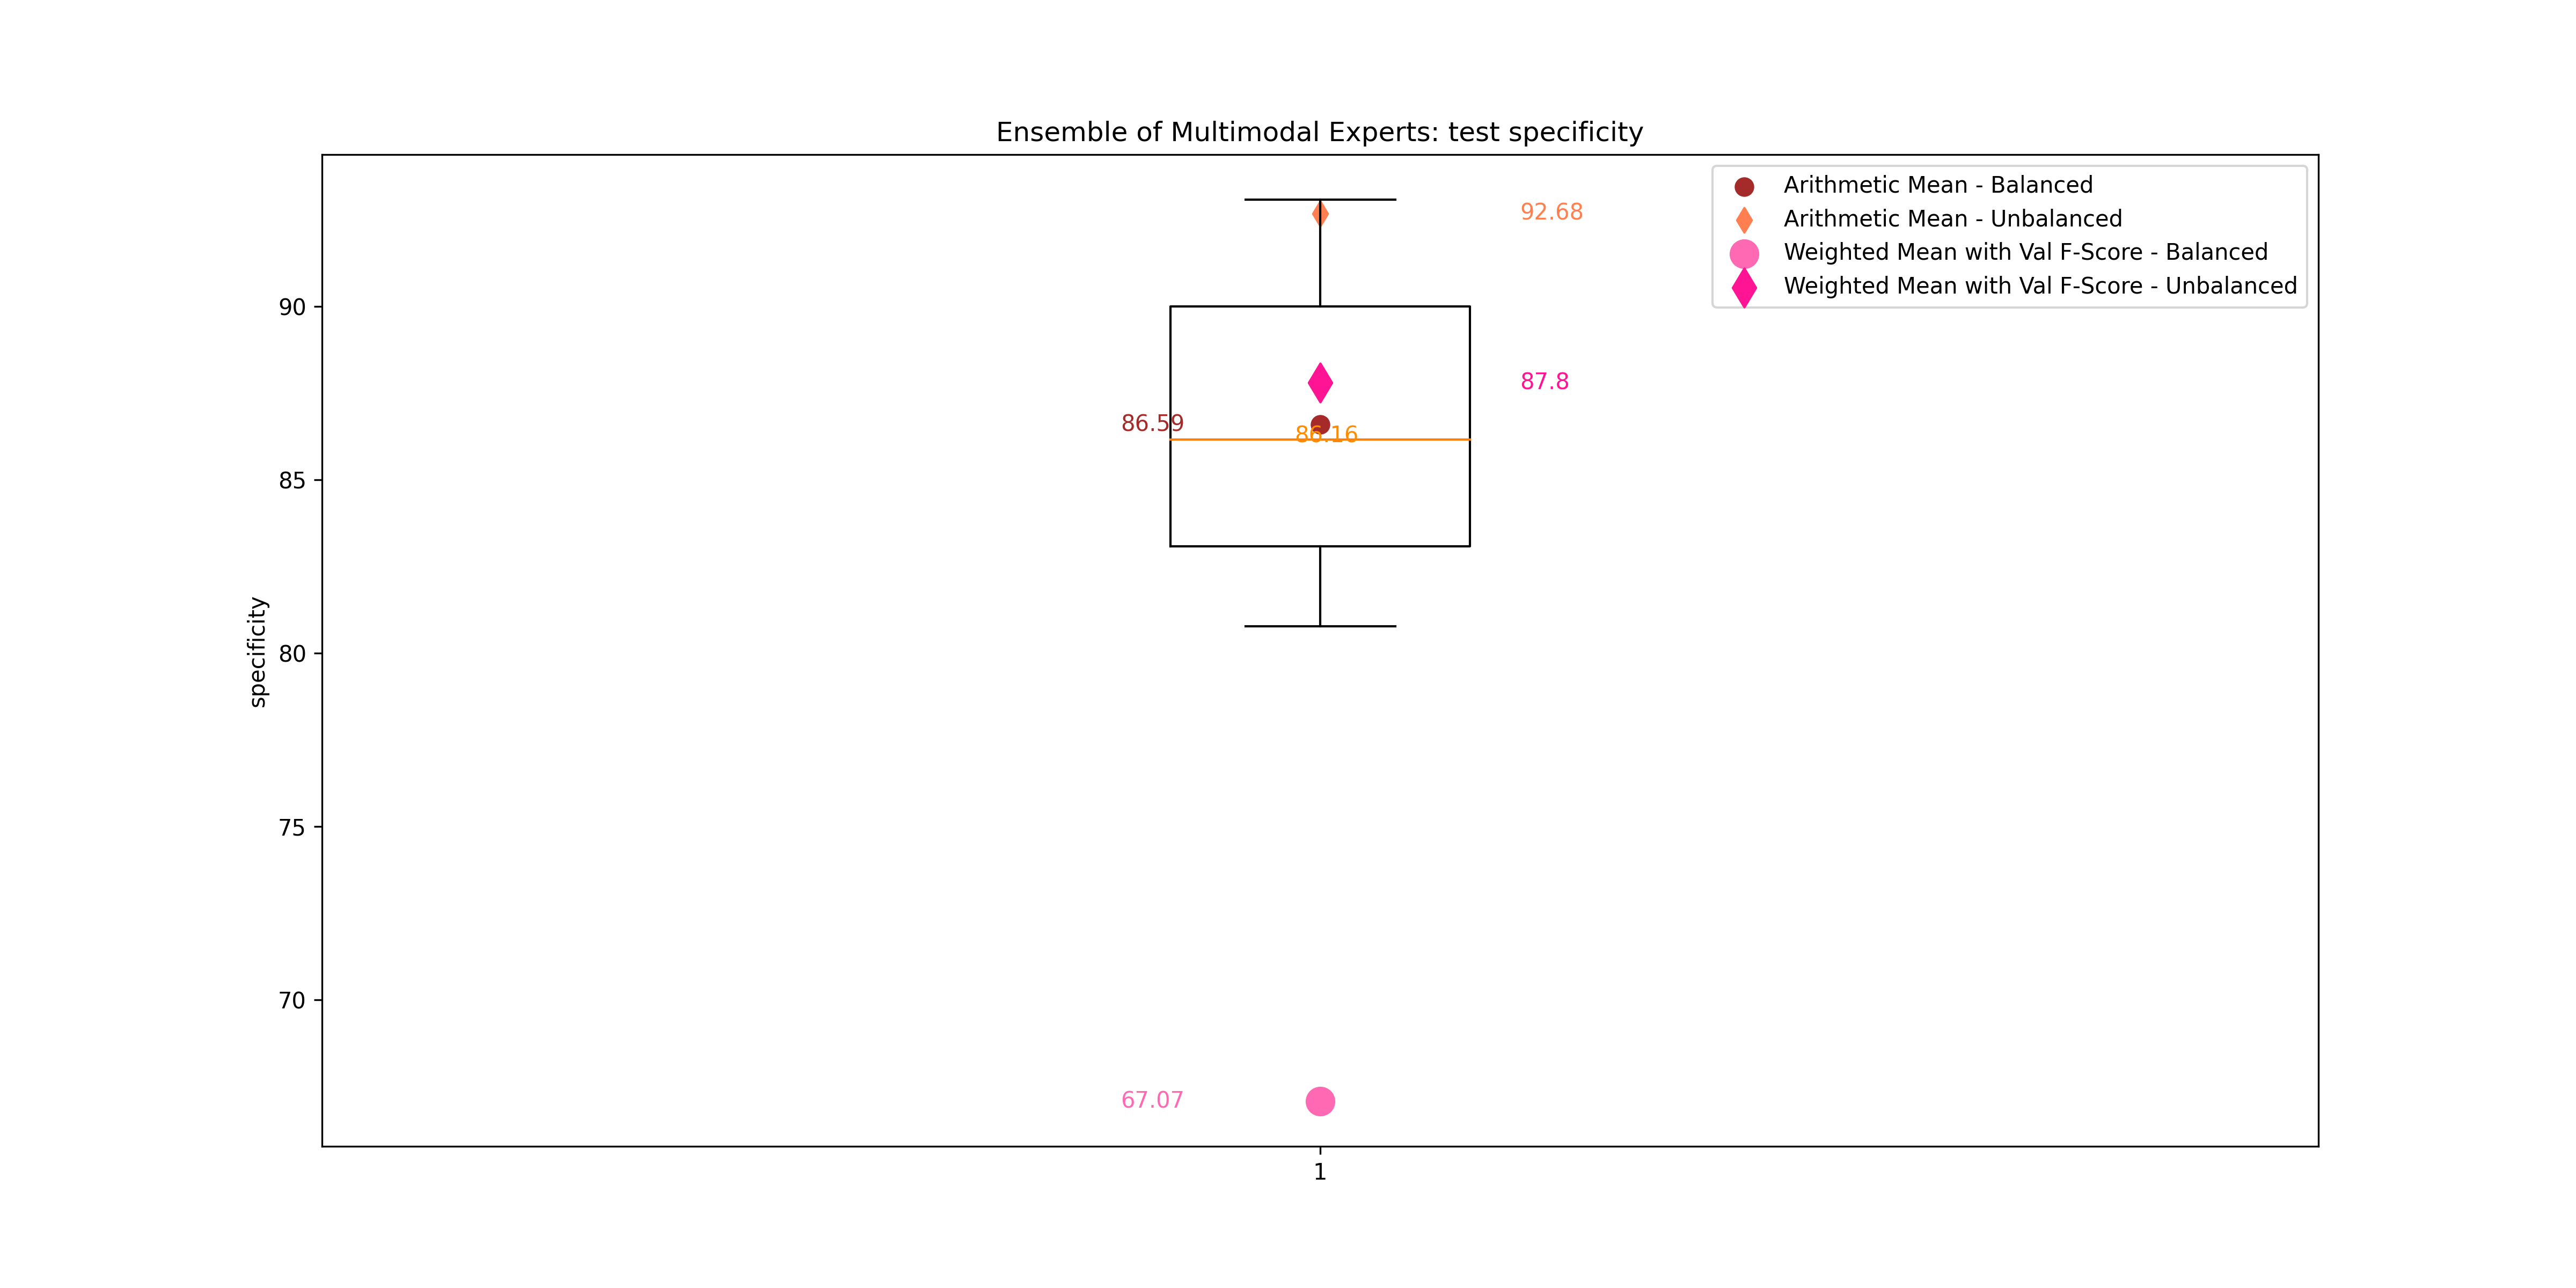 Ensemble of Multimodal Experts: test specificity
Arithmetic Mean - Balanced
Arithmetic Mean - Unbalanced
Weighted Mean with Val F-Score - Balanced
Weighted Mean with Val F-Score - Unbalanced
92.68
90
87.8
86.59
86.16
85
specificity
80
75
70
67.07
1